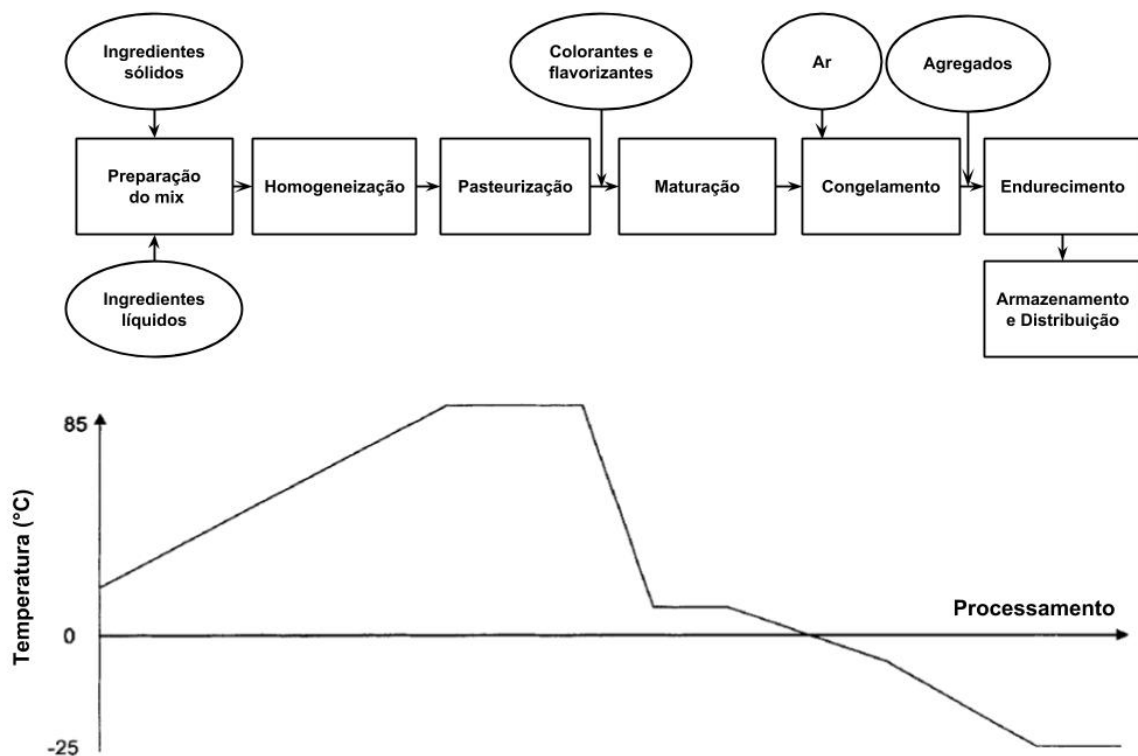 Ingredientes
sólidos
Colorantes e
flavorizantes
Ar
Agregados
Preparação
do mix
Homogeneização
Pasteurização
Maturação
Congelamento
Endurecimento
Ingredientes
líquidos
Armazenamento
e Distribuição
85
Temperatura (°C)
Processamento
0
-25